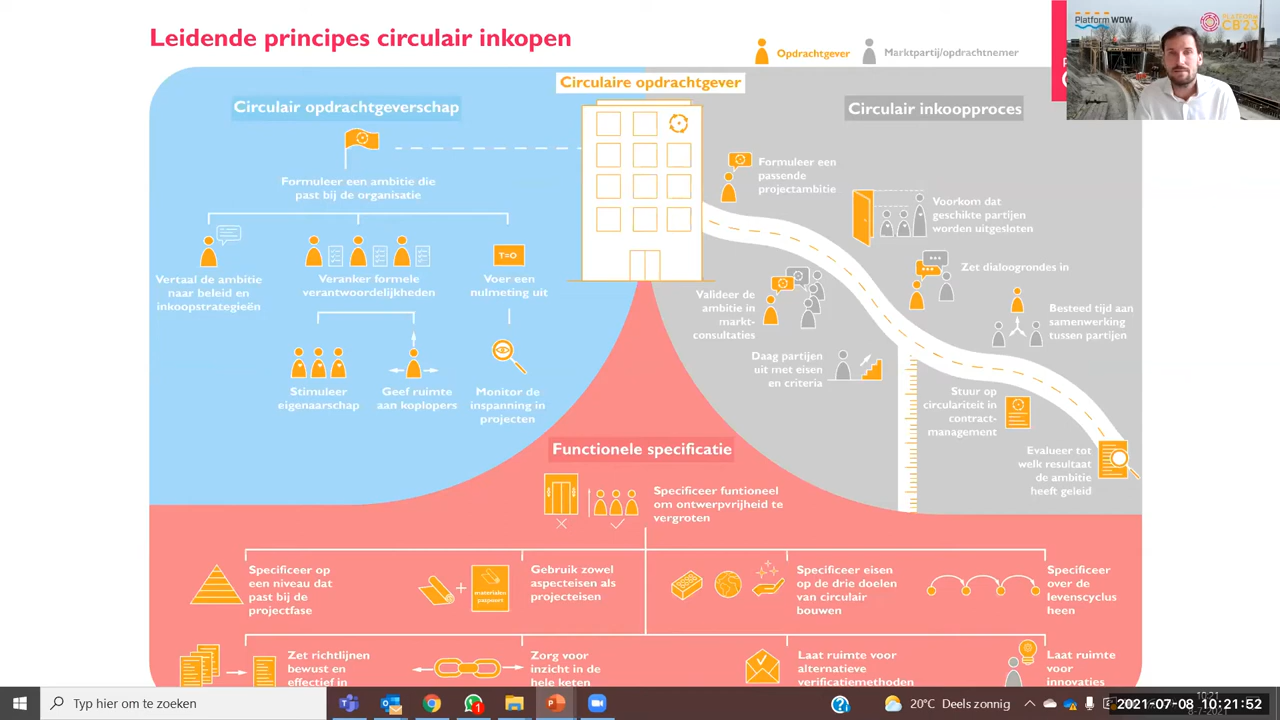 Leidende principes circulair inkopen
Opdrachtgever
Marktpartij/opdrachtnemer
Platform WOW
PLATFORM
CB'23
Circulaire opdrachtgever
Circulair opdrachtgeverschap
Formuleer een ambitie die
past bij de organisatie
Vertaal de ambitie
naar beleid en
inkoopstrategieën
Veranker formele
verantwoordelijkheden
T=0
Voer een
nulmeting uit
Stimuleer
eigenaarschap
Geef ruimte
aan koplopers
Monitor de
inspanning in
projecten
Circulair inkoopproces
Formuleer een
passende
projectambitie
Voorkom dat
geschikte partijen
worden uitgesloten
Zet dialoogrondes in
Valideer de
ambitie in
markt-
consultaties
Besteed tijd aan
samenwerking
tussen partijen
Daag partijen
uit met eisen
en criteria
Stuur op
circulariteit in
contract-
management
Evalueer tot
welk resultaat
de ambitie
heeft geleid
Functionele specificatie
Specificeer funtioneel
om ontwerpvrijheid te
vergroten
Specificeer op
een niveau dat
past bij de
projectfase
materialen
paspoort
Gebruik zowel
aspecteisen als
projecteisen
Specificeer eisen
op de drie doelen
van circulair
bouwen
Specificeer
over de
levenscyclus
heen
Zet richtlijnen
bewust en
effectief in
Zorg voor
inzicht in de
hele keten
Laat ruimte voor
alternatieve
verificatiemethoden
Laat ruimte
voor
innovaties
Typ hier om te zoeken
1
20°C Deels zonnig
10:21
2021-07-08 10:21:52